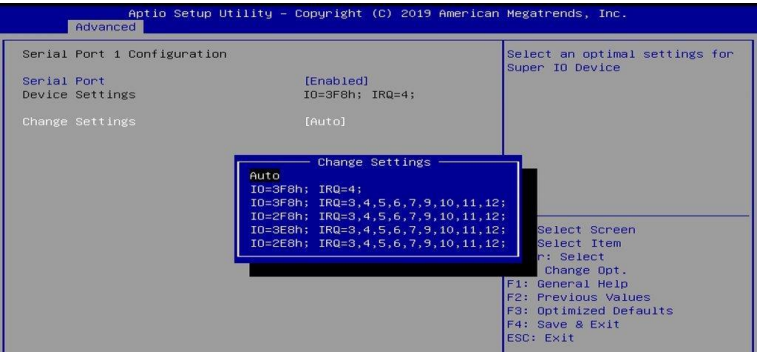 Aptio Setup Utility – Copyright (C) 2019 American Megatrends, Inc.
Advanced
Serial Port 1 Configuration
Serial Port [Enabled]
Device Settings IO=3F8h; IRQ=4;
Change Settings [Auto]
Select an optimal settings for
Super IO Device
Change Settings
Auto
IO=3F8h; IRQ=4;
IO=3F8h; IRQ=3,4,5,6,7,9,10,11,12;
IO=2F8h; IRQ=3,4,5,6,7,9,10,11,12;
IO=3E8h; IRQ=3,4,5,6,7,9,10,11,12;
IO=2E8h; IRQ=3,4,5,6,7,9,10,11,12;
Select Screen
Select Item
r: Select
Change Opt.
F1: General Help
F2: Previous Values
F3: Optimized Defaults
F4: Save & Exit
ESC: Exit